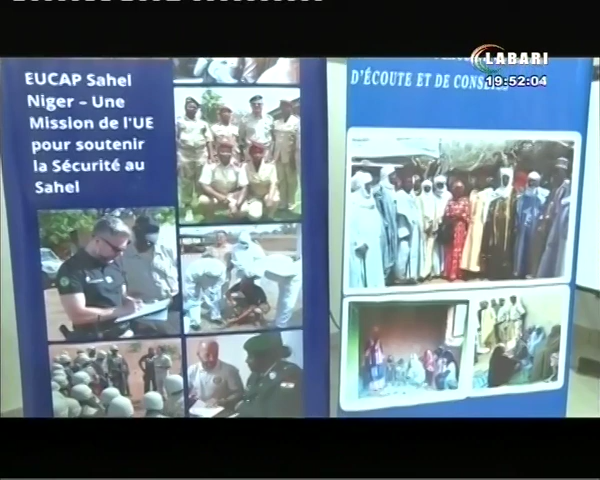 EUCAP Sahel
Niger – Une
Mission de l'UE
pour soutenir
la Sécurité au
Sahel
D'ÉCOUTE ET DE
LABARI
19:52:04